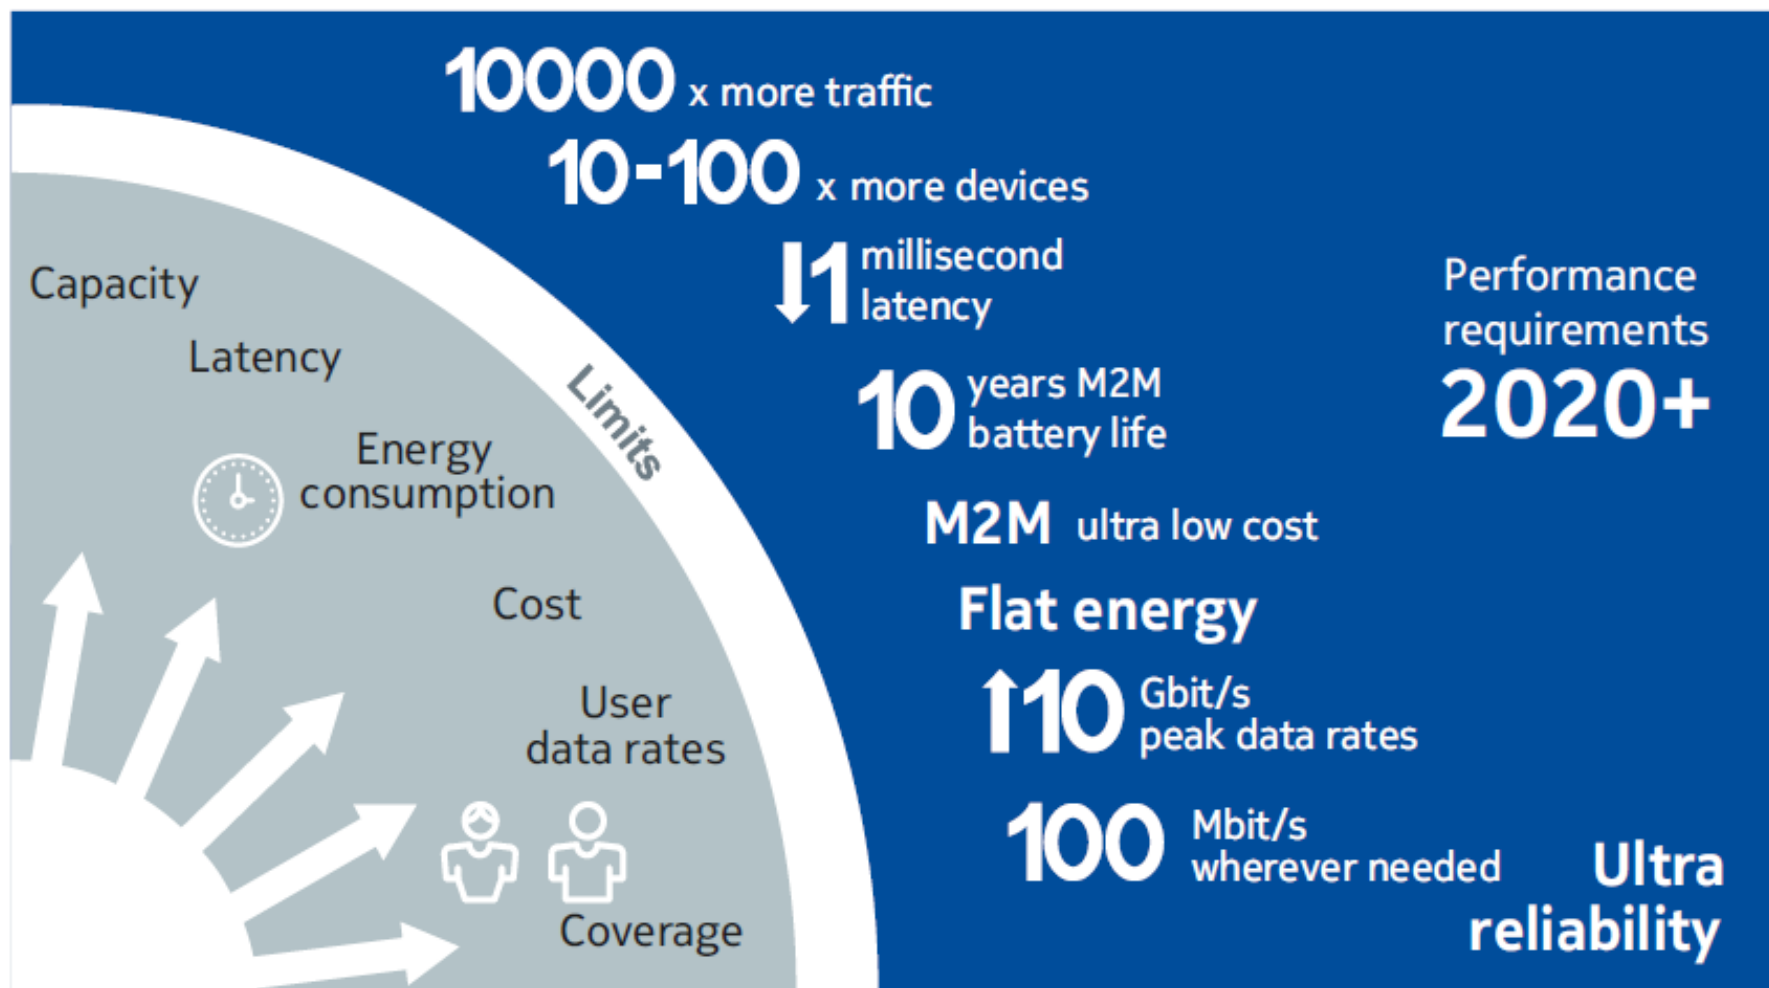 10000 x more traffic
10-100 x more devices
1 millisecond
latency
10 years M2M
battery life
M2M ultra low cost
Flat energy
10 Gbit/s
peak data rates
100 Mbit/s
wherever needed
Ultra
reliability
Performance
requirements
2020+
Limits
Capacity
Latency
Energy
consumption
Cost
User
data rates
Coverage